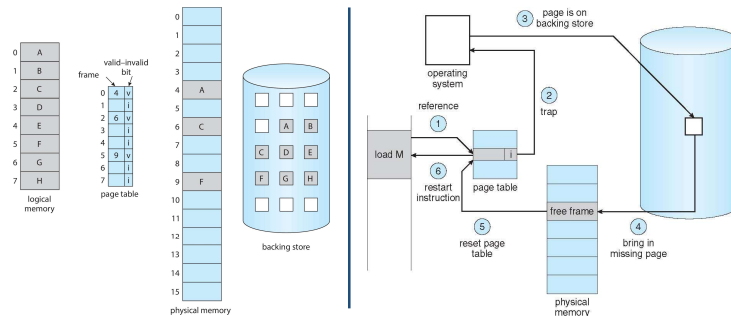 0 A
1 B
2 C
3 D
4 E
5 F
6 G
7 H
logical
memory
valid–invalid
bit
frame
0 4 v
1 i
2 6 v
3 i
4 i
5 9 v
6 i
7 i
page table
0
1
2
3
4 A
5
6 C
7
8
9 F
10
11
12
13
14
15
physical memory
A B
C D E
F G H
backing store
3
page is on
backing store
operating
system
2
trap
reference
1
load M
i
6
restart
instruction
page table
free frame
5
reset page
table
4
bring in
missing page
physical
memory